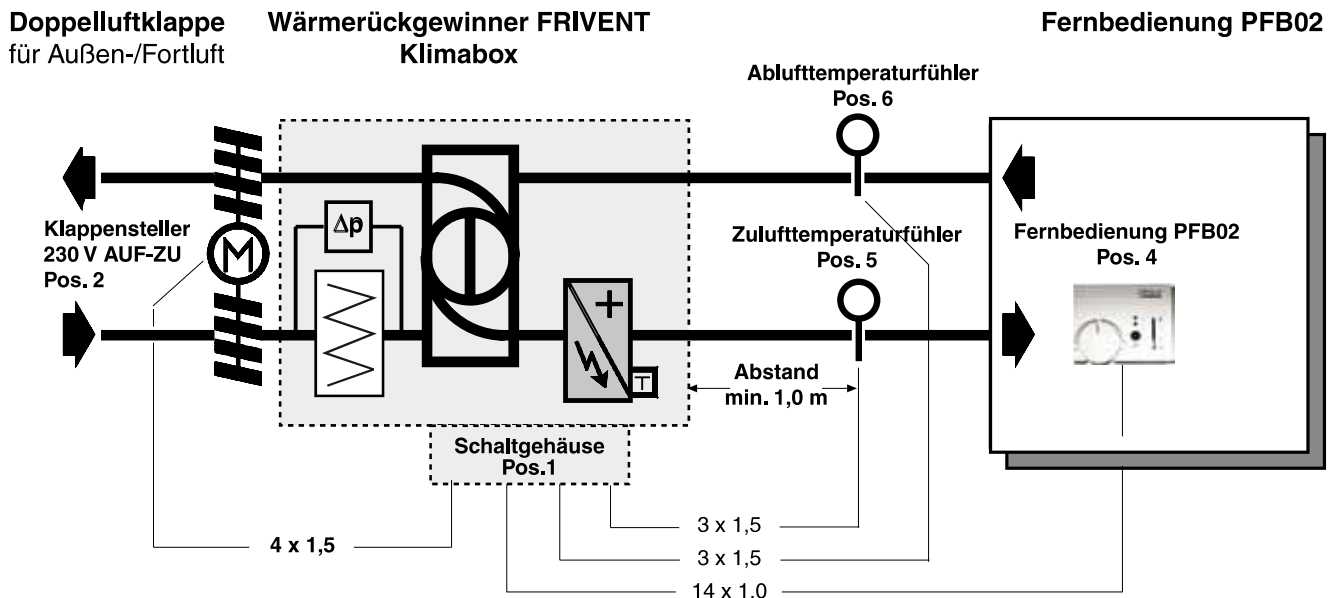 Doppelluftklappe
für Außen-/Fortluft
Wärmerückgewinner FRIVENT
Klimabox
Fernbedienung PFB02
Ablufttemperaturfühler
Pos. 6
Δp
Klappensteller
230 V AUF-ZU
Pos. 2
M
Zulufttemperaturfühler
Pos. 5
Fernbedienung PFB02
Pos. 4
+
T
Abstand
min. 1,0 m
Schaltgehäuse
Pos.1
3 x 1,5
4 x 1,5
3 x 1,5
14 x 1.0